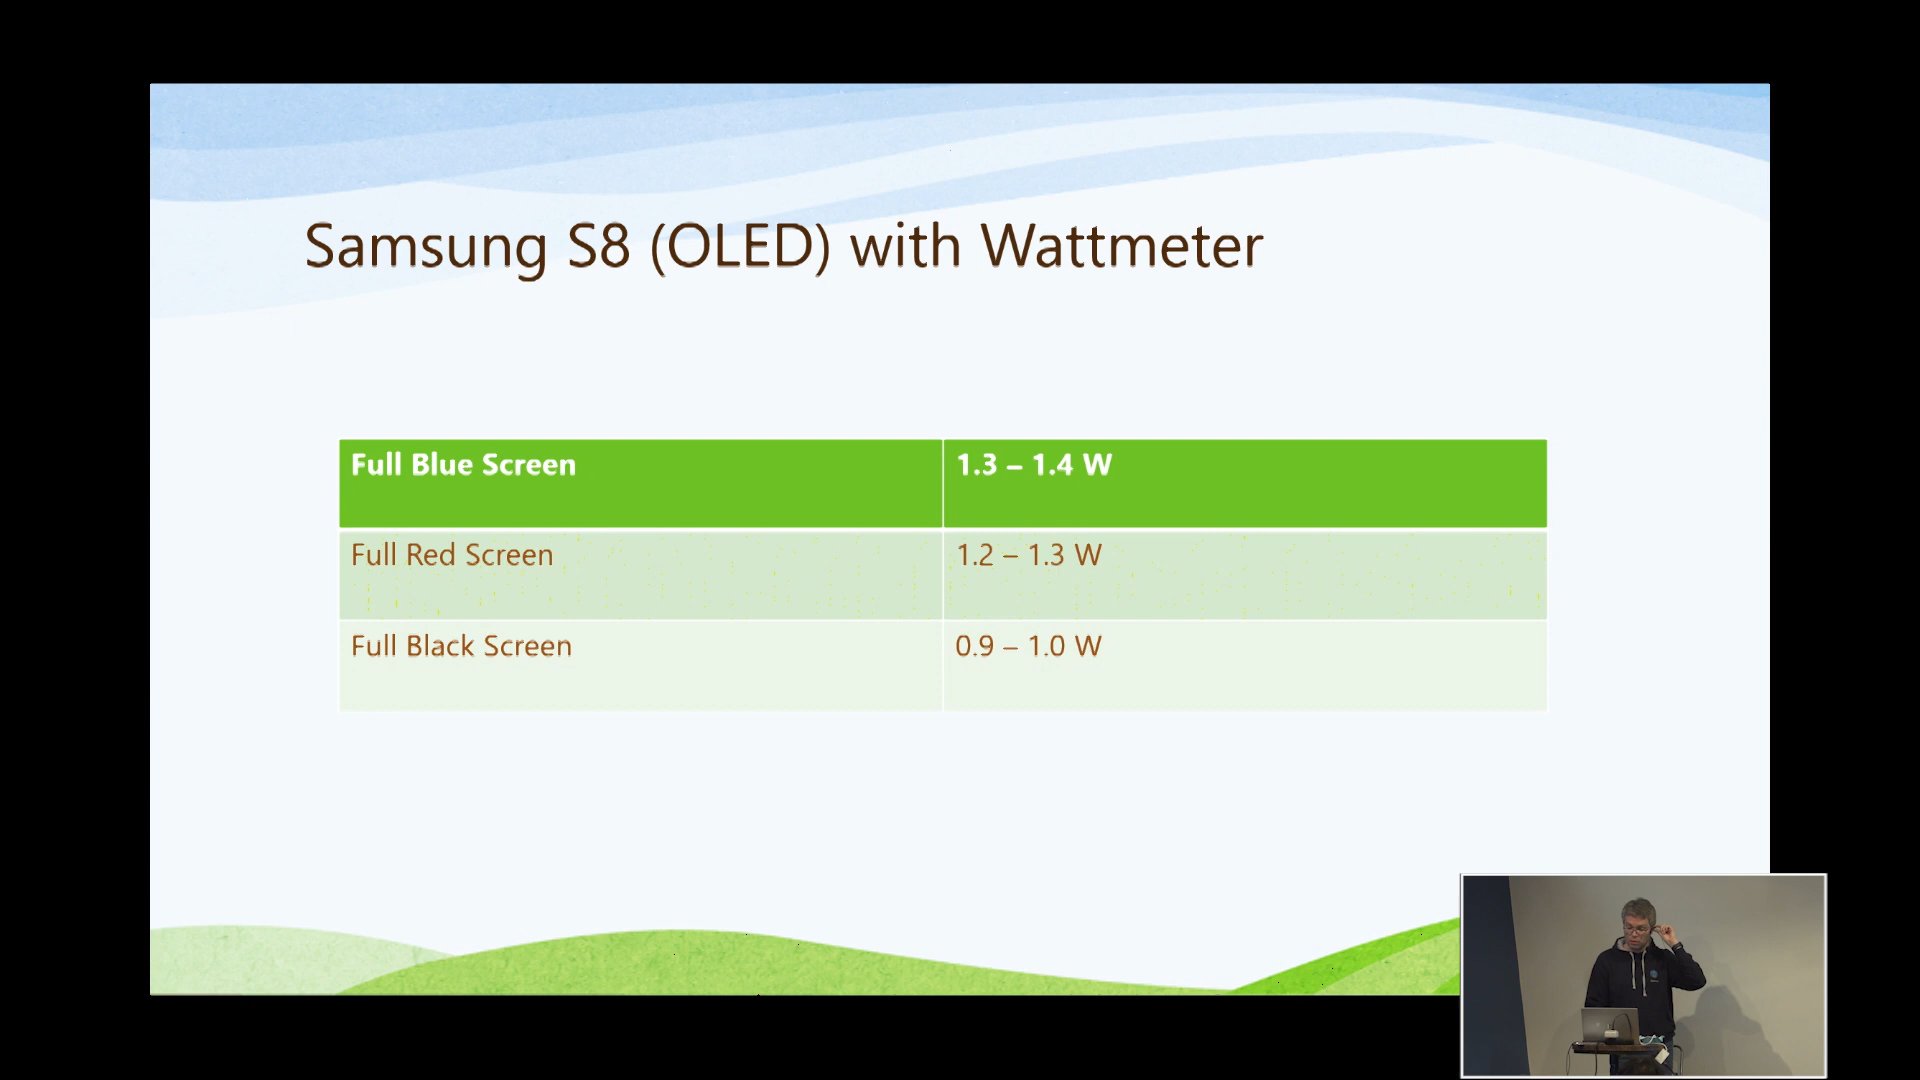 Samsung S8 (OLED) with Wattmeter
Full Blue Screen 1.3 – 1.4 W
Full Red Screen 1.2 – 1.3 W
Full Black Screen 0.9 – 1.0 W